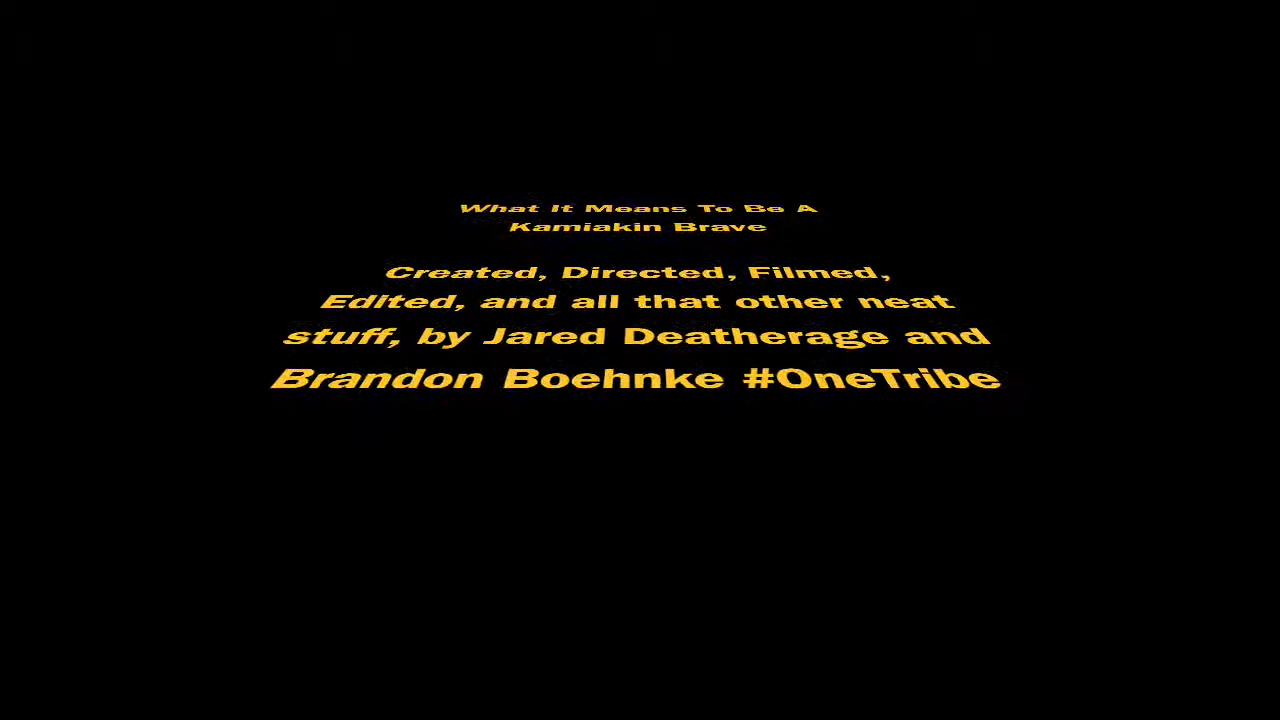 What It Means To Be A
Kamiakin Brave
Created, Directed, Filmed,
Edited, and all that other neat
stuff, by Jared Deatherage and
Brandon Boehnke #OneTribe